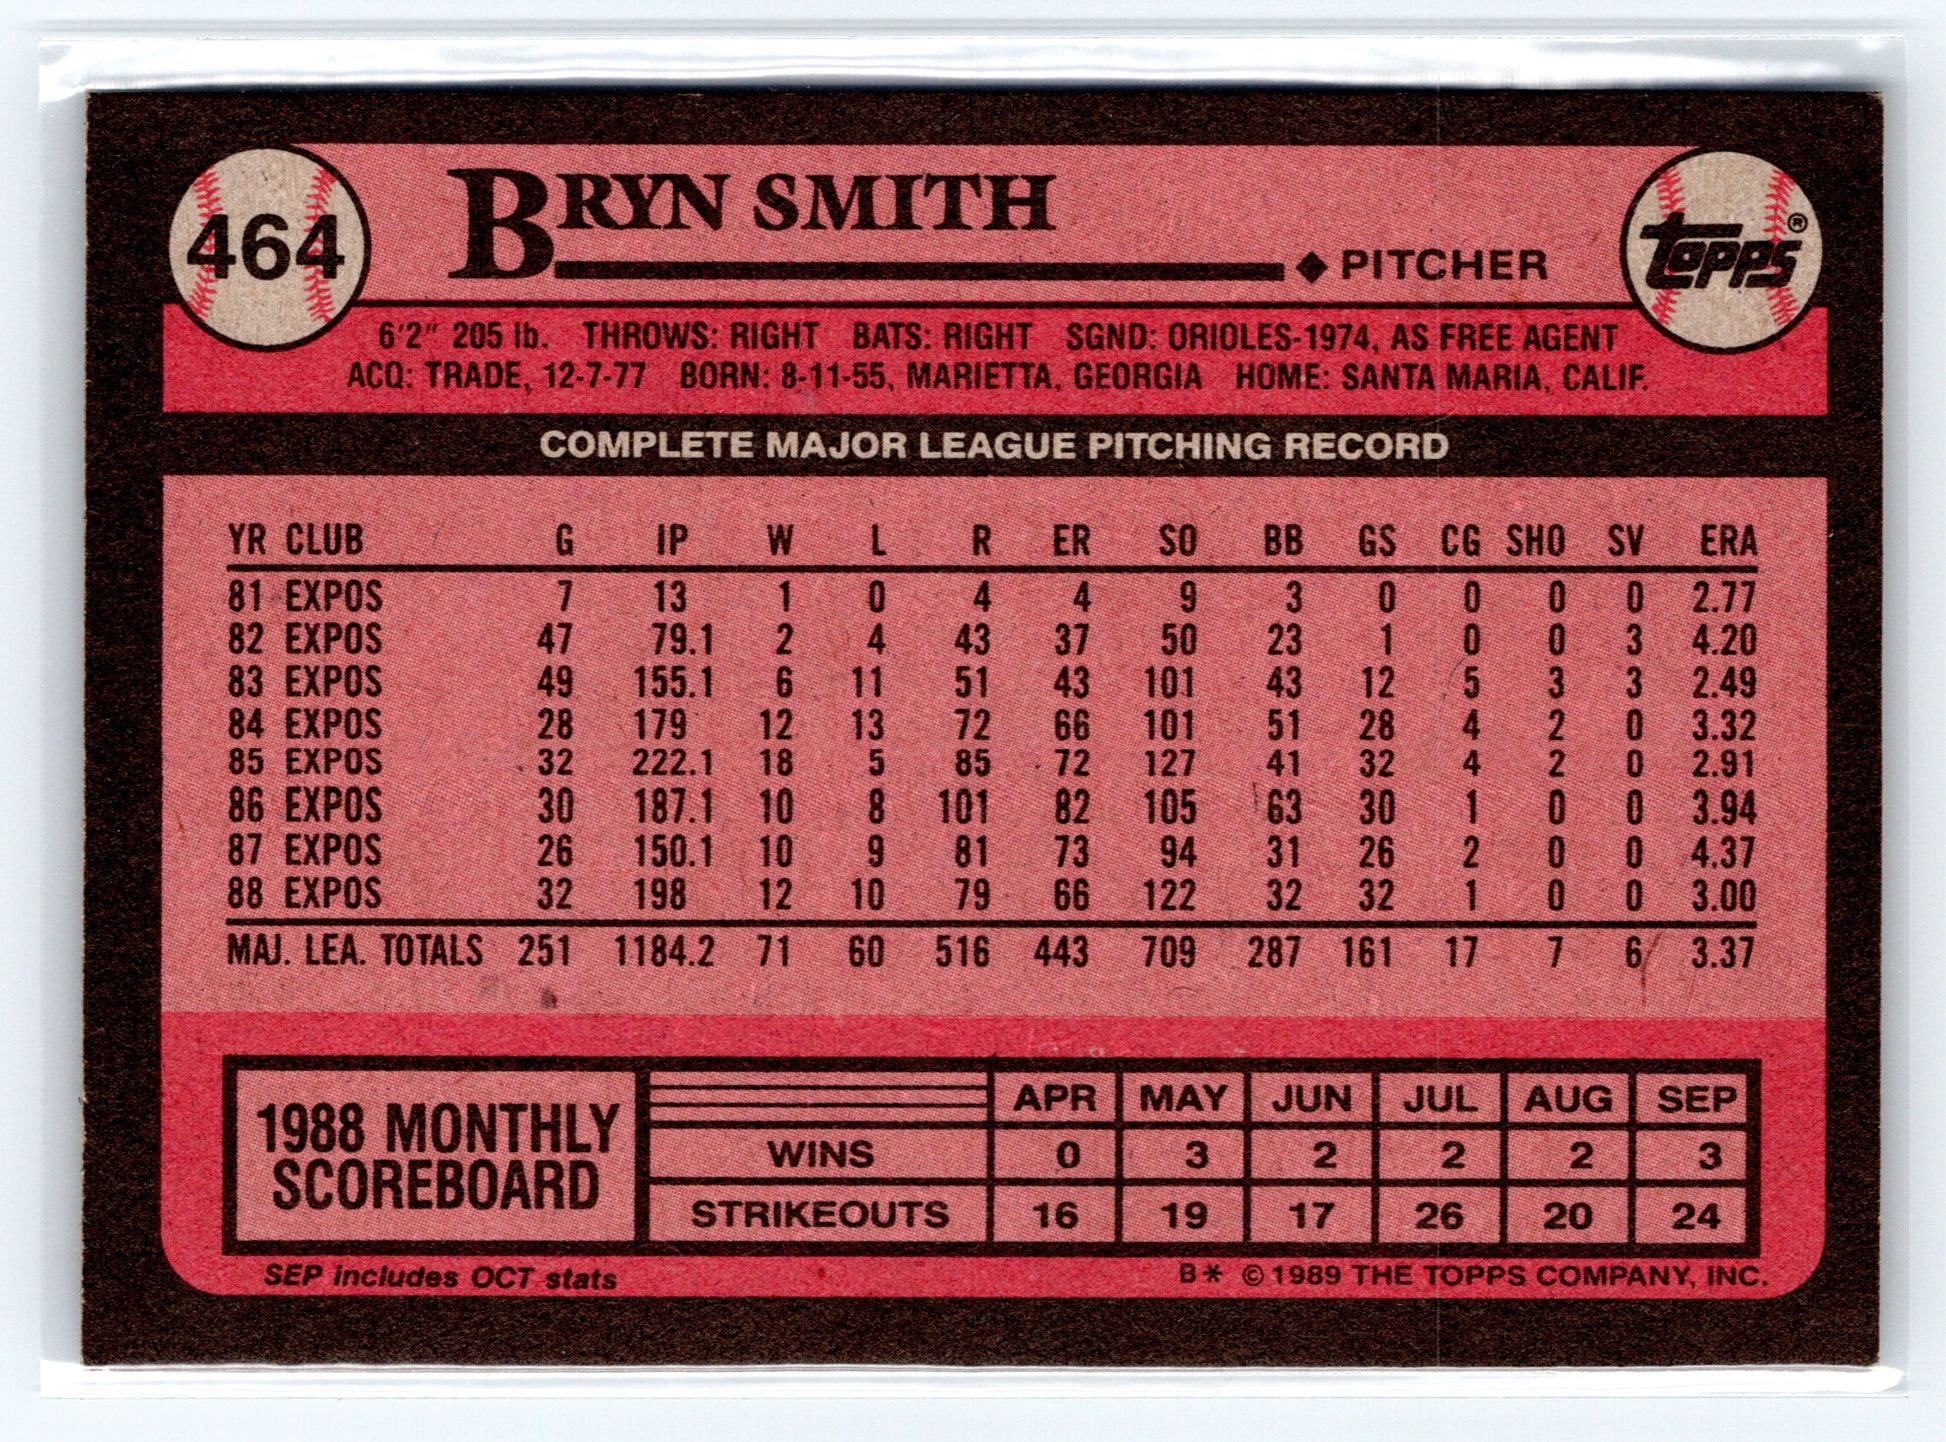 464
BRYN SMITH
◆ PITCHER
topps®
6'2" 205 lb. THROWS: RIGHT BATS: RIGHT SGND: ORIOLES-1974, AS FREE AGENT
ACQ: TRADE, 12-7-77 BORN: 8-11-55, MARIETTA, GEORGIA HOME: SANTA MARIA, CALIF.
COMPLETE MAJOR LEAGUE PITCHING RECORD
YR CLUB G IP W L R ER SO BB GS CG SHO SV ERA
81 EXPOS 7 13 1 0 4 4 9 3 0 0 0 0 2.77
82 EXPOS 47 79.1 2 4 43 37 50 23 1 0 0 3 4.20
83 EXPOS 49 155.1 6 11 51 43 101 43 12 5 3 3 2.49
84 EXPOS 28 179 12 13 72 66 101 51 28 4 2 0 3.32
85 EXPOS 32 222.1 18 5 85 72 127 41 32 4 2 0 2.91
86 EXPOS 30 187.1 10 8 101 82 105 63 30 1 0 0 3.94
87 EXPOS 26 150.1 10 9 81 73 94 31 26 2 0 0 4.37
88 EXPOS 32 198 12 10 79 66 122 32 32 1 0 0 3.00
MAJ. LEA. TOTALS 251 1184.2 71 60 516 443 709 287 161 17 7 6 3.37
1988 MONTHLY
SCOREBOARD
APR MAY JUN JUL AUG SEP
WINS 0 3 2 2 2 3
STRIKEOUTS 16 19 17 26 20 24
SEP includes OCT stats
B* © 1989 THE TOPPS COMPANY, INC.